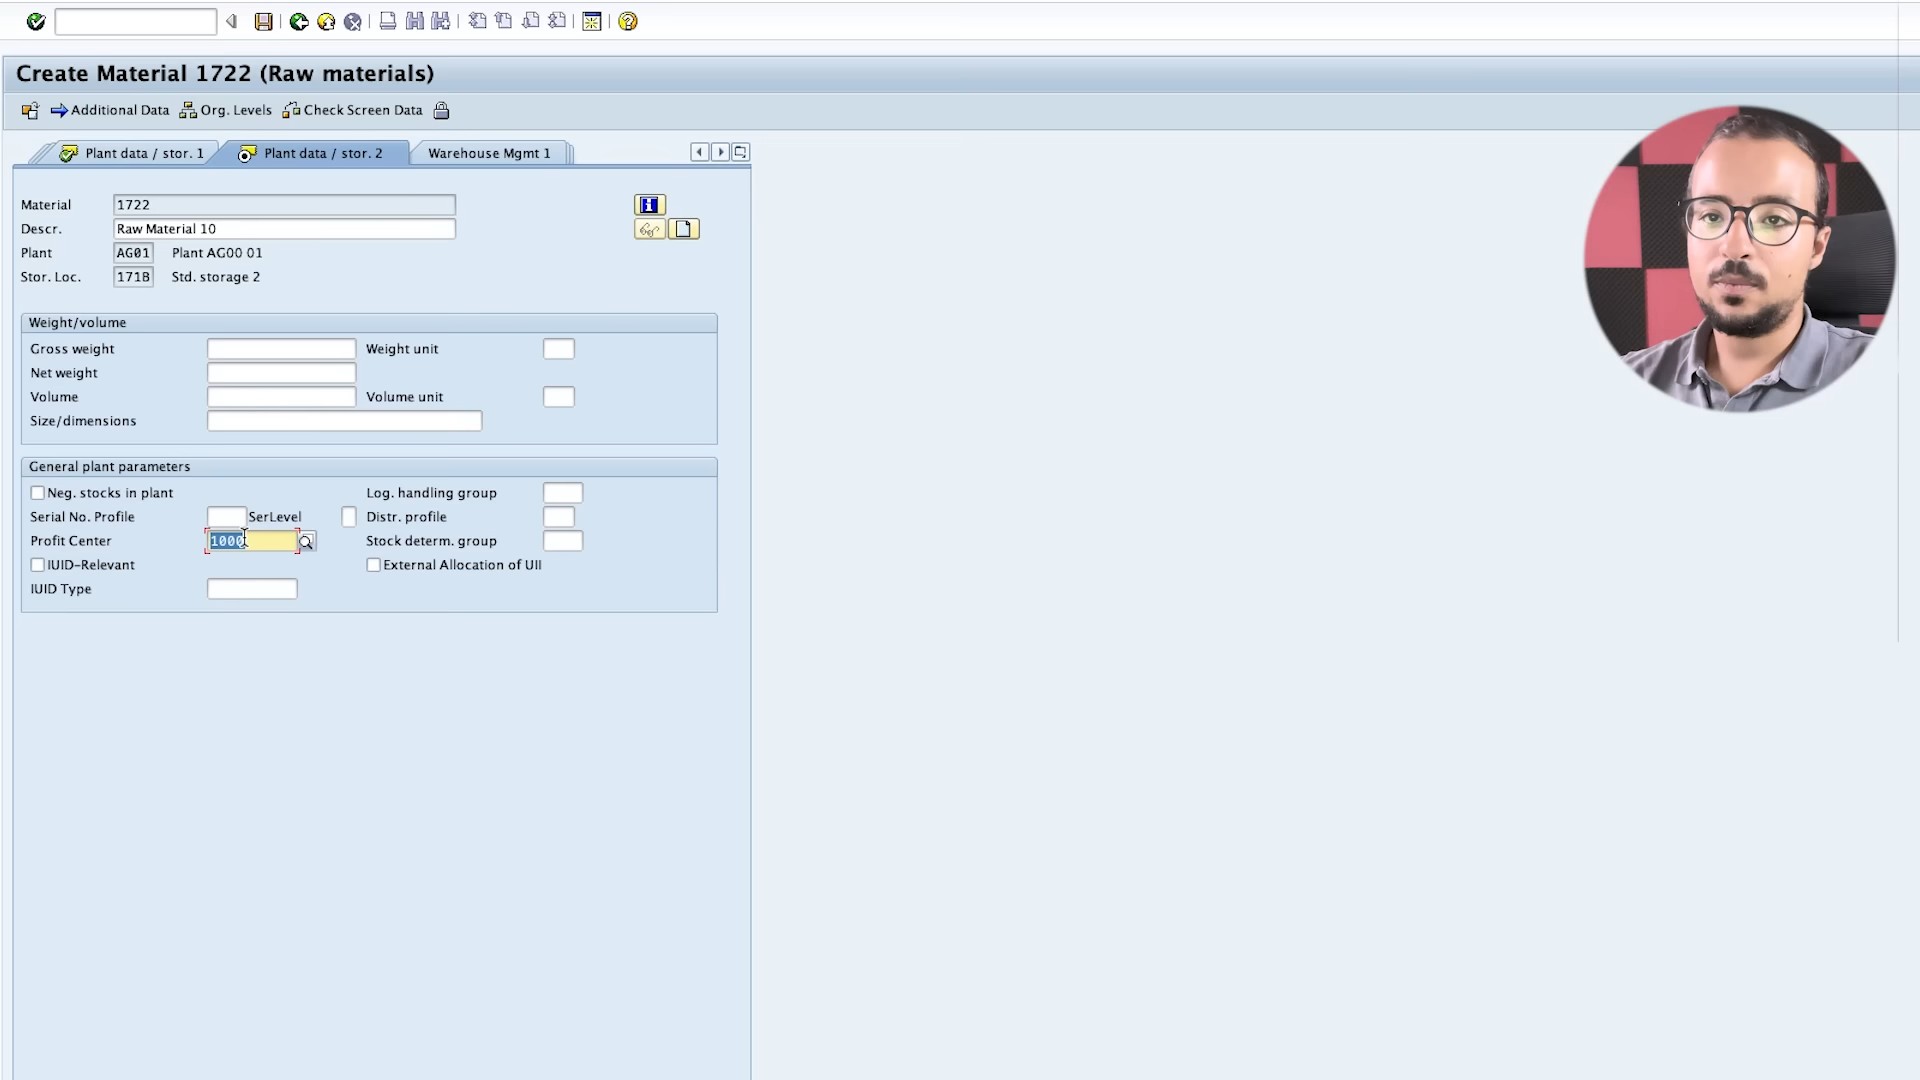 Create Material 1722 (Raw materials)
Additional Data Org. Levels Check Screen Data
Plant data / stor. 1 Plant data / stor. 2 Warehouse Mgmt 1
Material 1722
Descr. Raw Material 10
Plant AG01 Plant AG00 01
Stor. Loc. 171B Std. storage 2
Weight/volume
Gross weight Weight unit
Net weight
Volume Volume unit
Size/dimensions
General plant parameters
Neg. stocks in plant Log. handling group
Serial No. Profile SerLevel Distr. profile
Profit Center 1000 Stock determ. group
IUID-Relevant External Allocation of UII
IUID Type